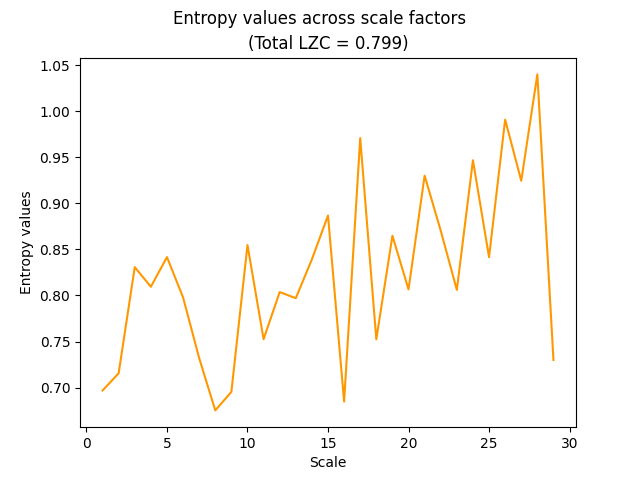 Entropy values across scale factors
(Total LZC = 0.799)
1.05
1.00
0.95
0.90
0.85
0.80
0.75
0.70
Entropy values
0 5 10 15 20 25 30
Scale